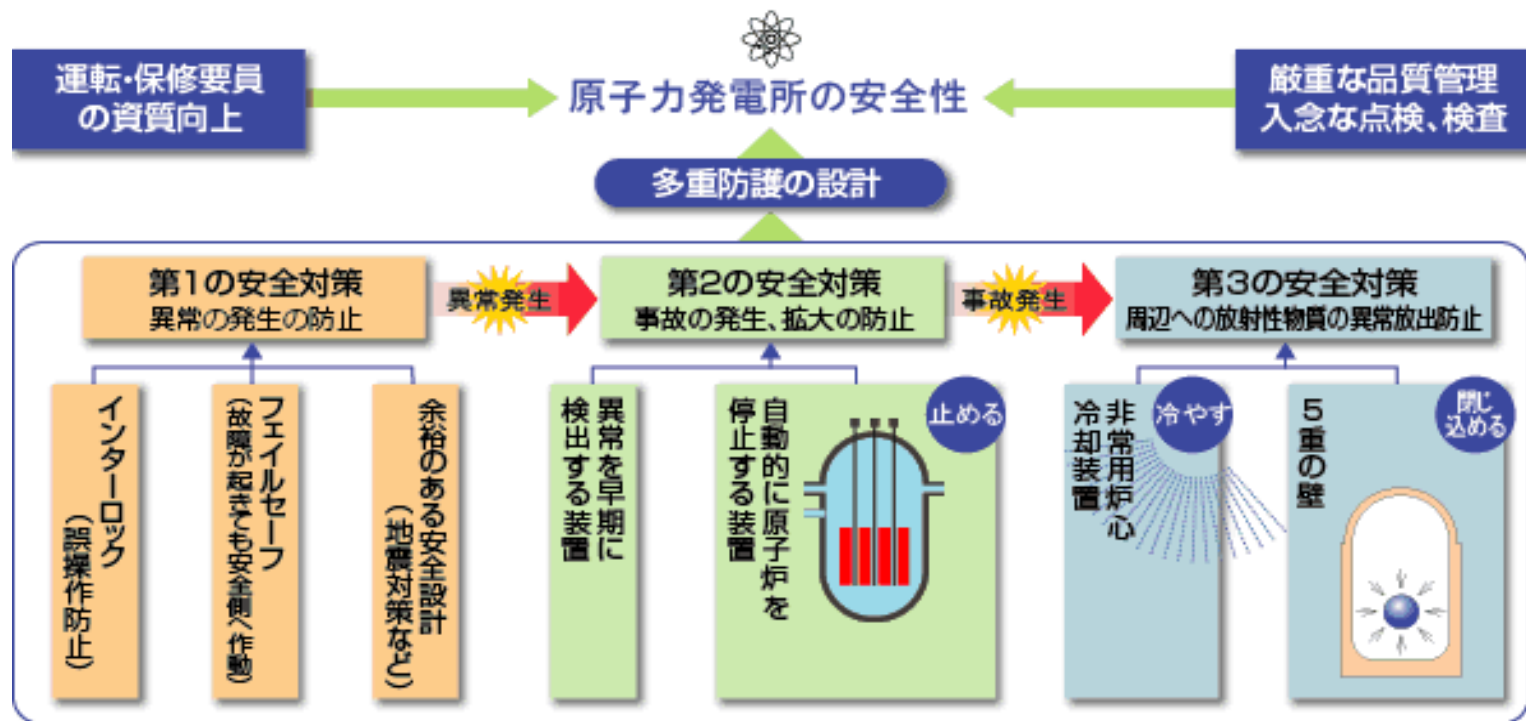 運転・保修要員
の資質向上
原子力発電所の安全性
厳重な品質管理
入念な点検、検査
多重防護の設計
第1の安全対策
異常の発生の防止
異常発生
第2の安全対策
事故の発生、拡大の防止
事故発生
第3の安全対策
周辺への放射性物質の異常放出防止
インターロック
(誤操作防止)
フェイルセーフ
(故障が起きても安全側へ作動)
余裕のある安全設計
(地震対策など)
異常を早期に
検出する装置
自動的に原子炉を
停止する装置
止める
非常用炉心
冷却装置
冷やす
5重の壁
閉じ
込める